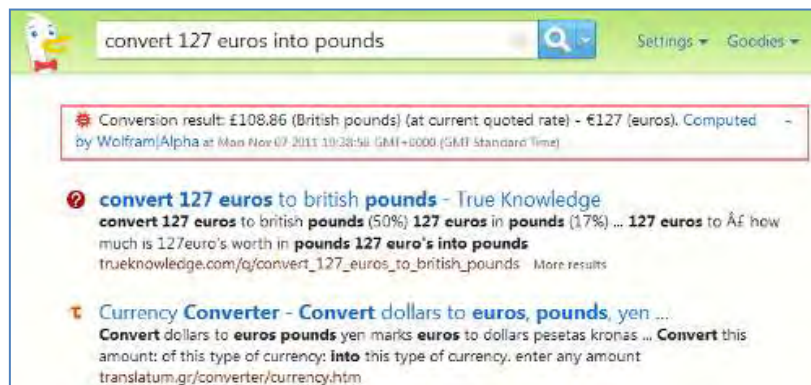 convert 127 euros into pounds
Settings Goodies
Conversion result: £108.86 (British pounds) (at current quoted rate) - €127 (euros). Computed -
by Wolfram|Alpha at Mon Nov 07 2011 19:38:58 GMT+0000 (GMT Standard Time)
convert 127 euros to british pounds - True Knowledge
convert 127 euros to british pounds (50%) 127 euros in pounds (17%) ... 127 euros to Â£ how
much is 127euro's worth in pounds 127 euro's into pounds
trueknowledge.com/q/convert_127_euros_to_british_pounds More results
Currency Converter - Convert dollars to euros, pounds, yen ...
Convert dollars to euros pounds yen marks euros to dollars pesetas kronas ... Convert this
amount: of this type of currency: into this type of currency. enter any amount
translatum.gr/converter/currency.htm